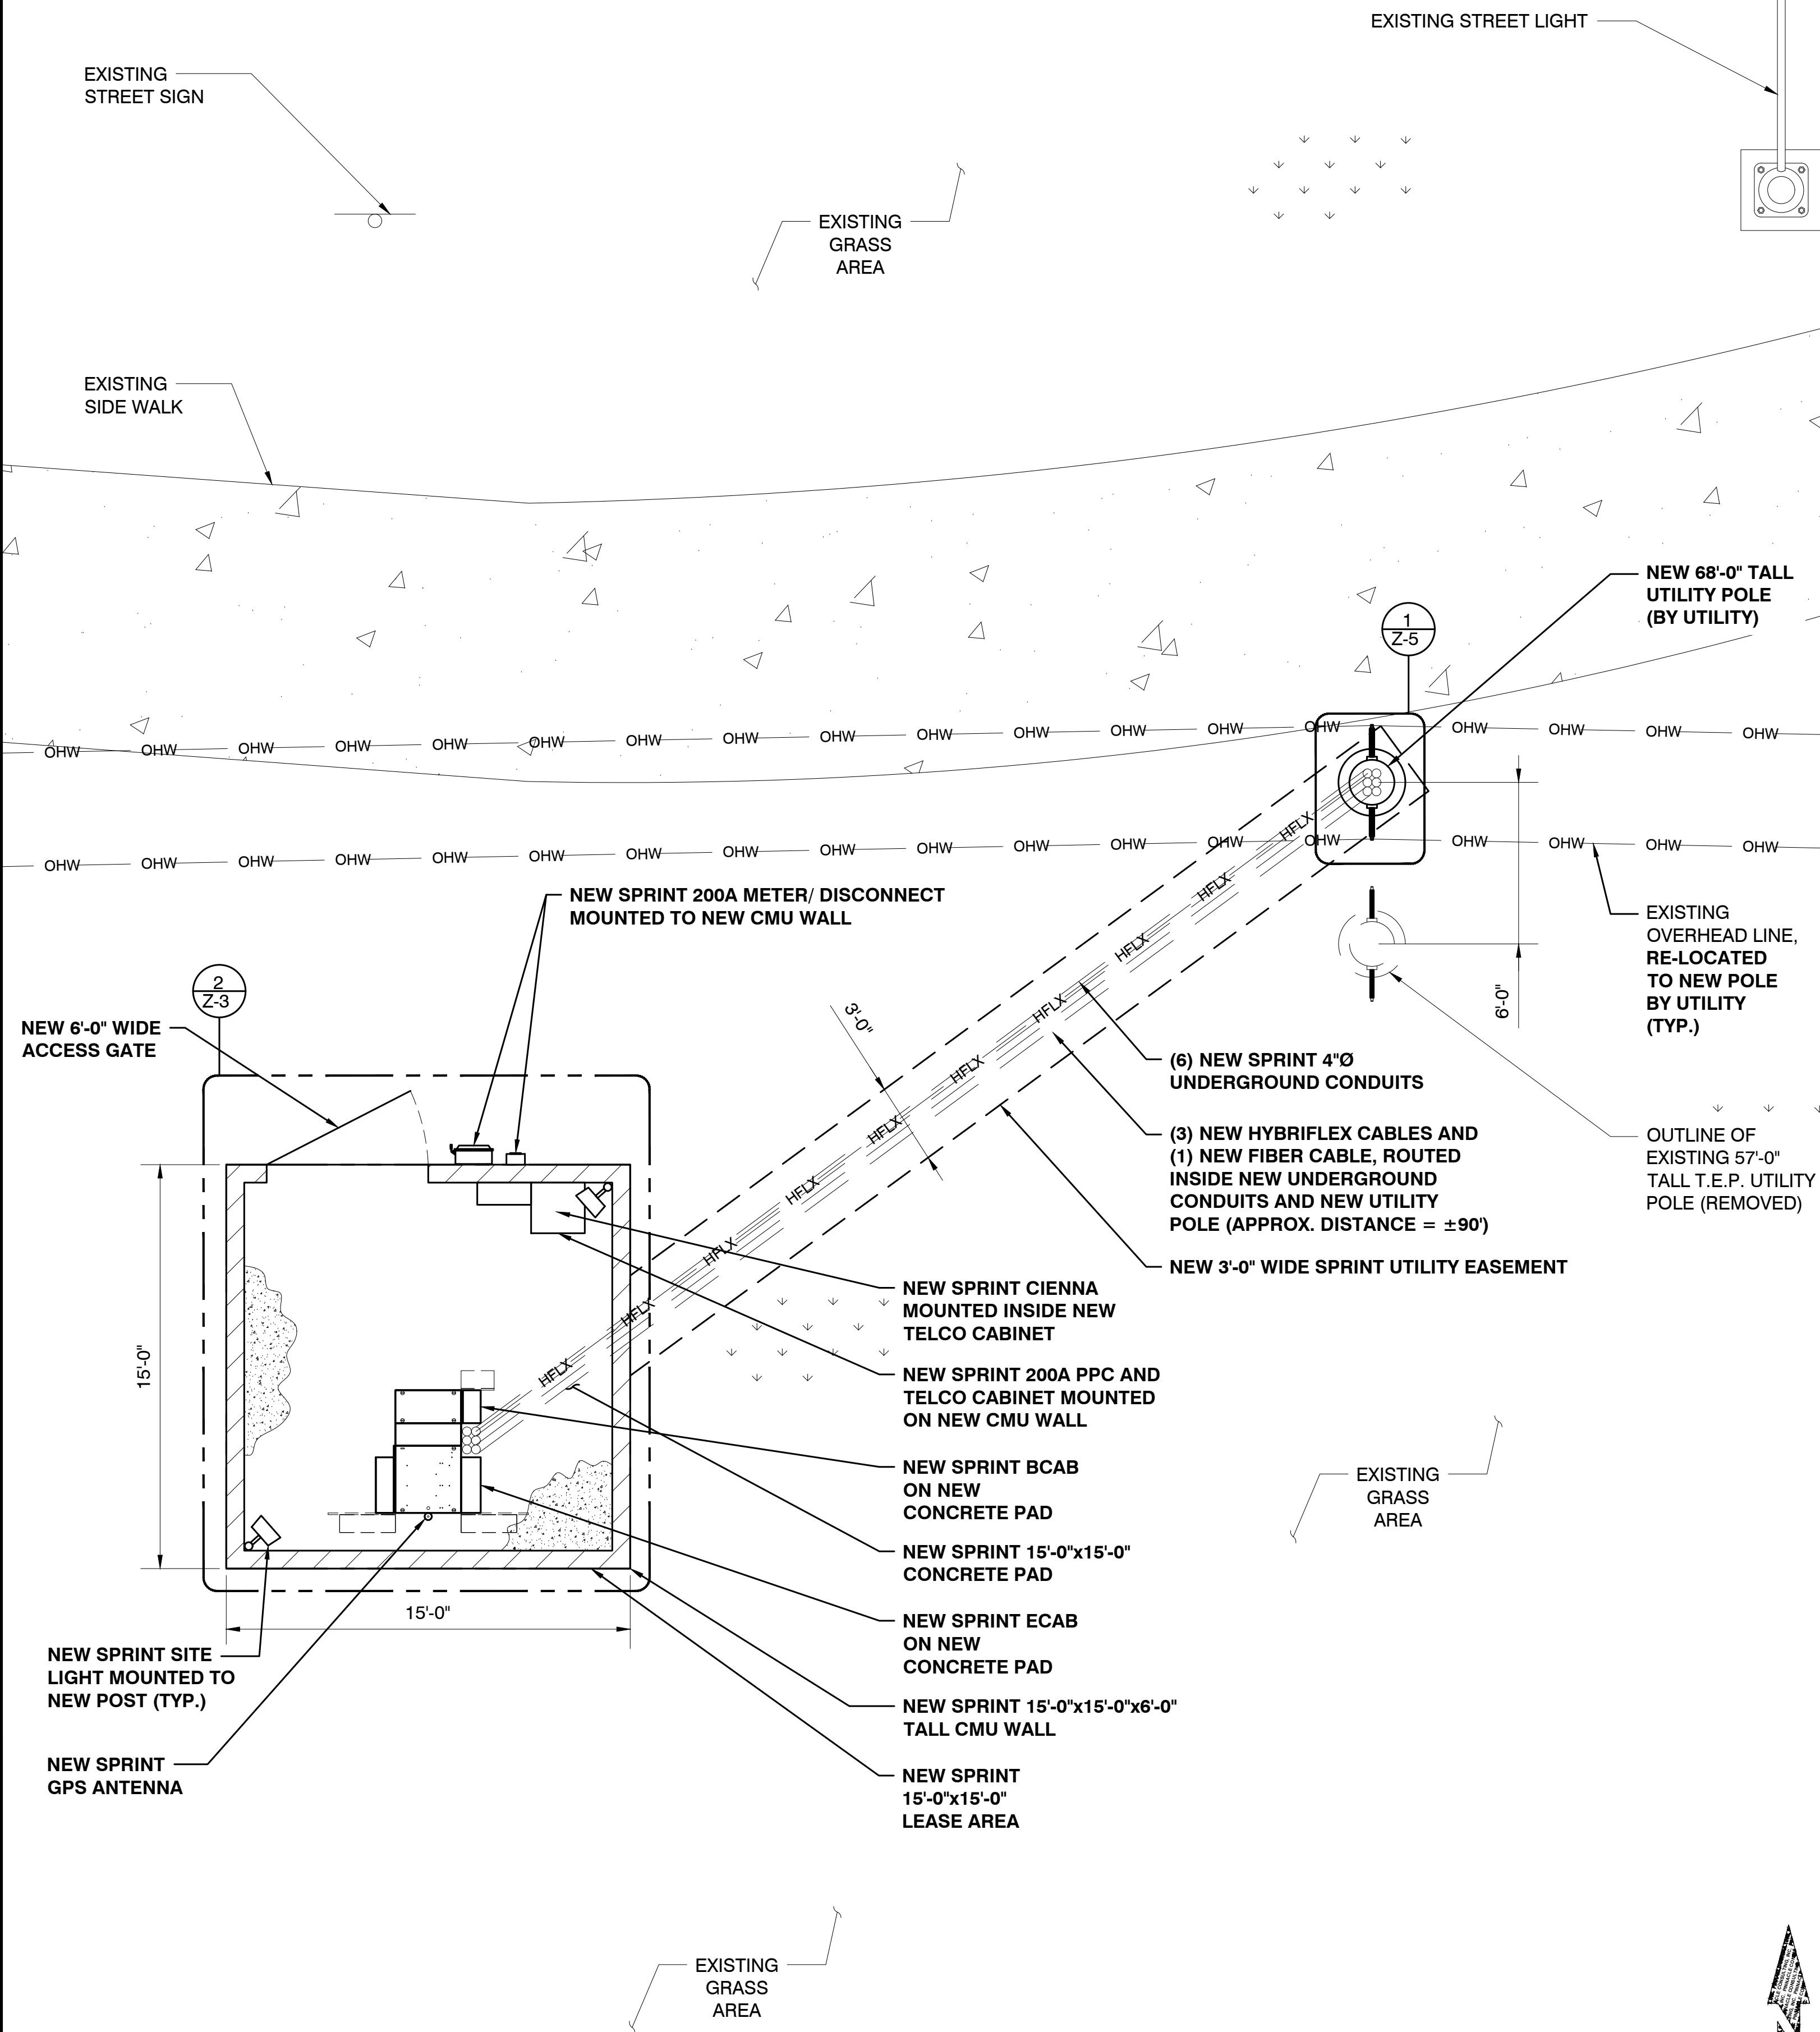 EXISTING STREET LIGHT
EXISTING
STREET SIGN
EXISTING
GRASS
AREA
EXISTING
SIDE WALK
NEW 68'-0" TALL
UTILITY POLE
(BY UTILITY)
1
Z-5
OHW OHW OHW OHW OHW OHW OHW OHW OHW OHW OHW OHW OHW OHW OHW OHW OHW OHW
OHW OHW OHW OHW OHW OHW OHW OHW OHW OHW OHW OHW OHW OHW OHW OHW OHW OHW
NEW SPRINT 200A METER/ DISCONNECT
MOUNTED TO NEW CMU WALL
EXISTING
OVERHEAD LINE,
RE-LOCATED
TO NEW POLE
BY UTILITY
(TYP.)
6'-0"
2
Z-3
NEW 6'-0" WIDE
ACCESS GATE
3'-0"
HFLX HFLX HFLX HFLX HFLX HFLX HFLX HFLX HFLX HFLX
(6) NEW SPRINT 4"Ø
UNDERGROUND CONDUITS
(3) NEW HYBRIFLEX CABLES AND
(1) NEW FIBER CABLE, ROUTED
INSIDE NEW UNDERGROUND
CONDUITS AND NEW UTILITY
POLE (APPROX. DISTANCE = ±90')
OUTLINE OF
EXISTING 57'-0"
TALL T.E.P. UTILITY
POLE (REMOVED)
NEW 3'-0" WIDE SPRINT UTILITY EASEMENT
NEW SPRINT CIENNA
MOUNTED INSIDE NEW
TELCO CABINET
15'-0"
NEW SPRINT 200A PPC AND
TELCO CABINET MOUNTED
ON NEW CMU WALL
NEW SPRINT BCAB
ON NEW
CONCRETE PAD
EXISTING
GRASS
AREA
NEW SPRINT 15'-0"x15'-0"
CONCRETE PAD
15'-0"
NEW SPRINT ECAB
ON NEW
CONCRETE PAD
NEW SPRINT SITE
LIGHT MOUNTED TO
NEW POST (TYP.)
NEW SPRINT 15'-0"x15'-0"x6'-0"
TALL CMU WALL
NEW SPRINT
GPS ANTENNA
NEW SPRINT
15'-0"x15'-0"
LEASE AREA
EXISTING
GRASS
AREA